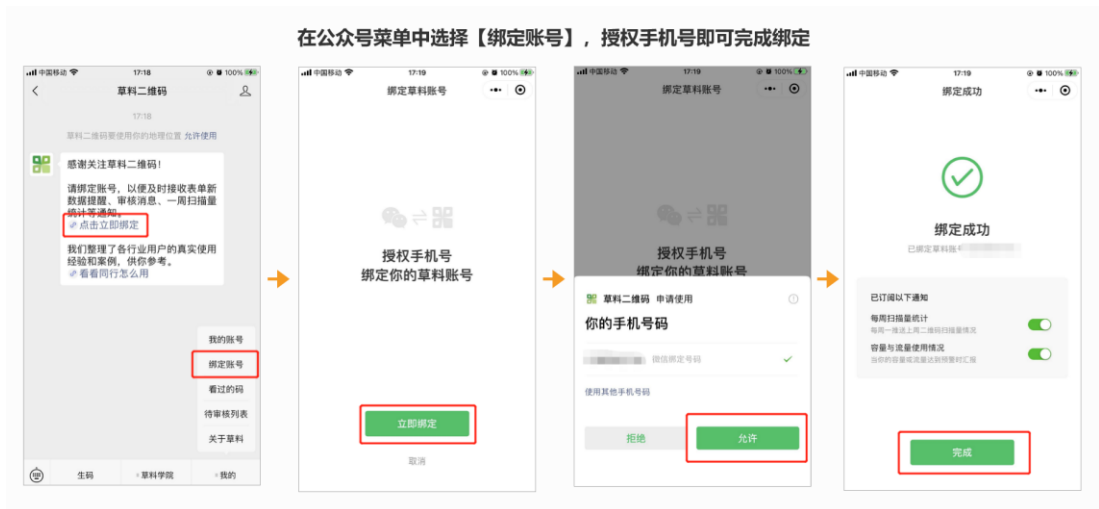 在公众号菜单中选择【绑定账号】，授权手机号即可完成绑定
中国移动
17:18
100%
草料二维码
17:18
草料二维码要使用你的地理位置 允许使用
感谢关注草料二维码！
请绑定账号，以便及时接收表单新
数据提醒、审核消息、一周扫描量
统计等通知。
点击立即绑定
我们整理了各行业用户的真实使用
经验和案例，供你参考。
看看同行怎么用
我的账号
绑定账号
看过的码
待审核列表
关于草料
生码
草料学院
我的
中国移动
17:19
100%
绑定草料账号
授权手机号
绑定你的草料账号
立即绑定
取消
中国移动
17:19
100%
绑定草料账号
授权手机号
绑定你的草料账号
草料二维码 申请使用
你的手机号码
微信绑定号码
使用其他手机号码
拒绝
允许
中国移动
17:19
100%
绑定成功
绑定成功
已绑定草料账号
已订阅以下通知
每周扫描量统计
每周一推送上周二维码扫描量情况
容量与流量使用情况
当你的容量或流量达到预警时汇报
完成